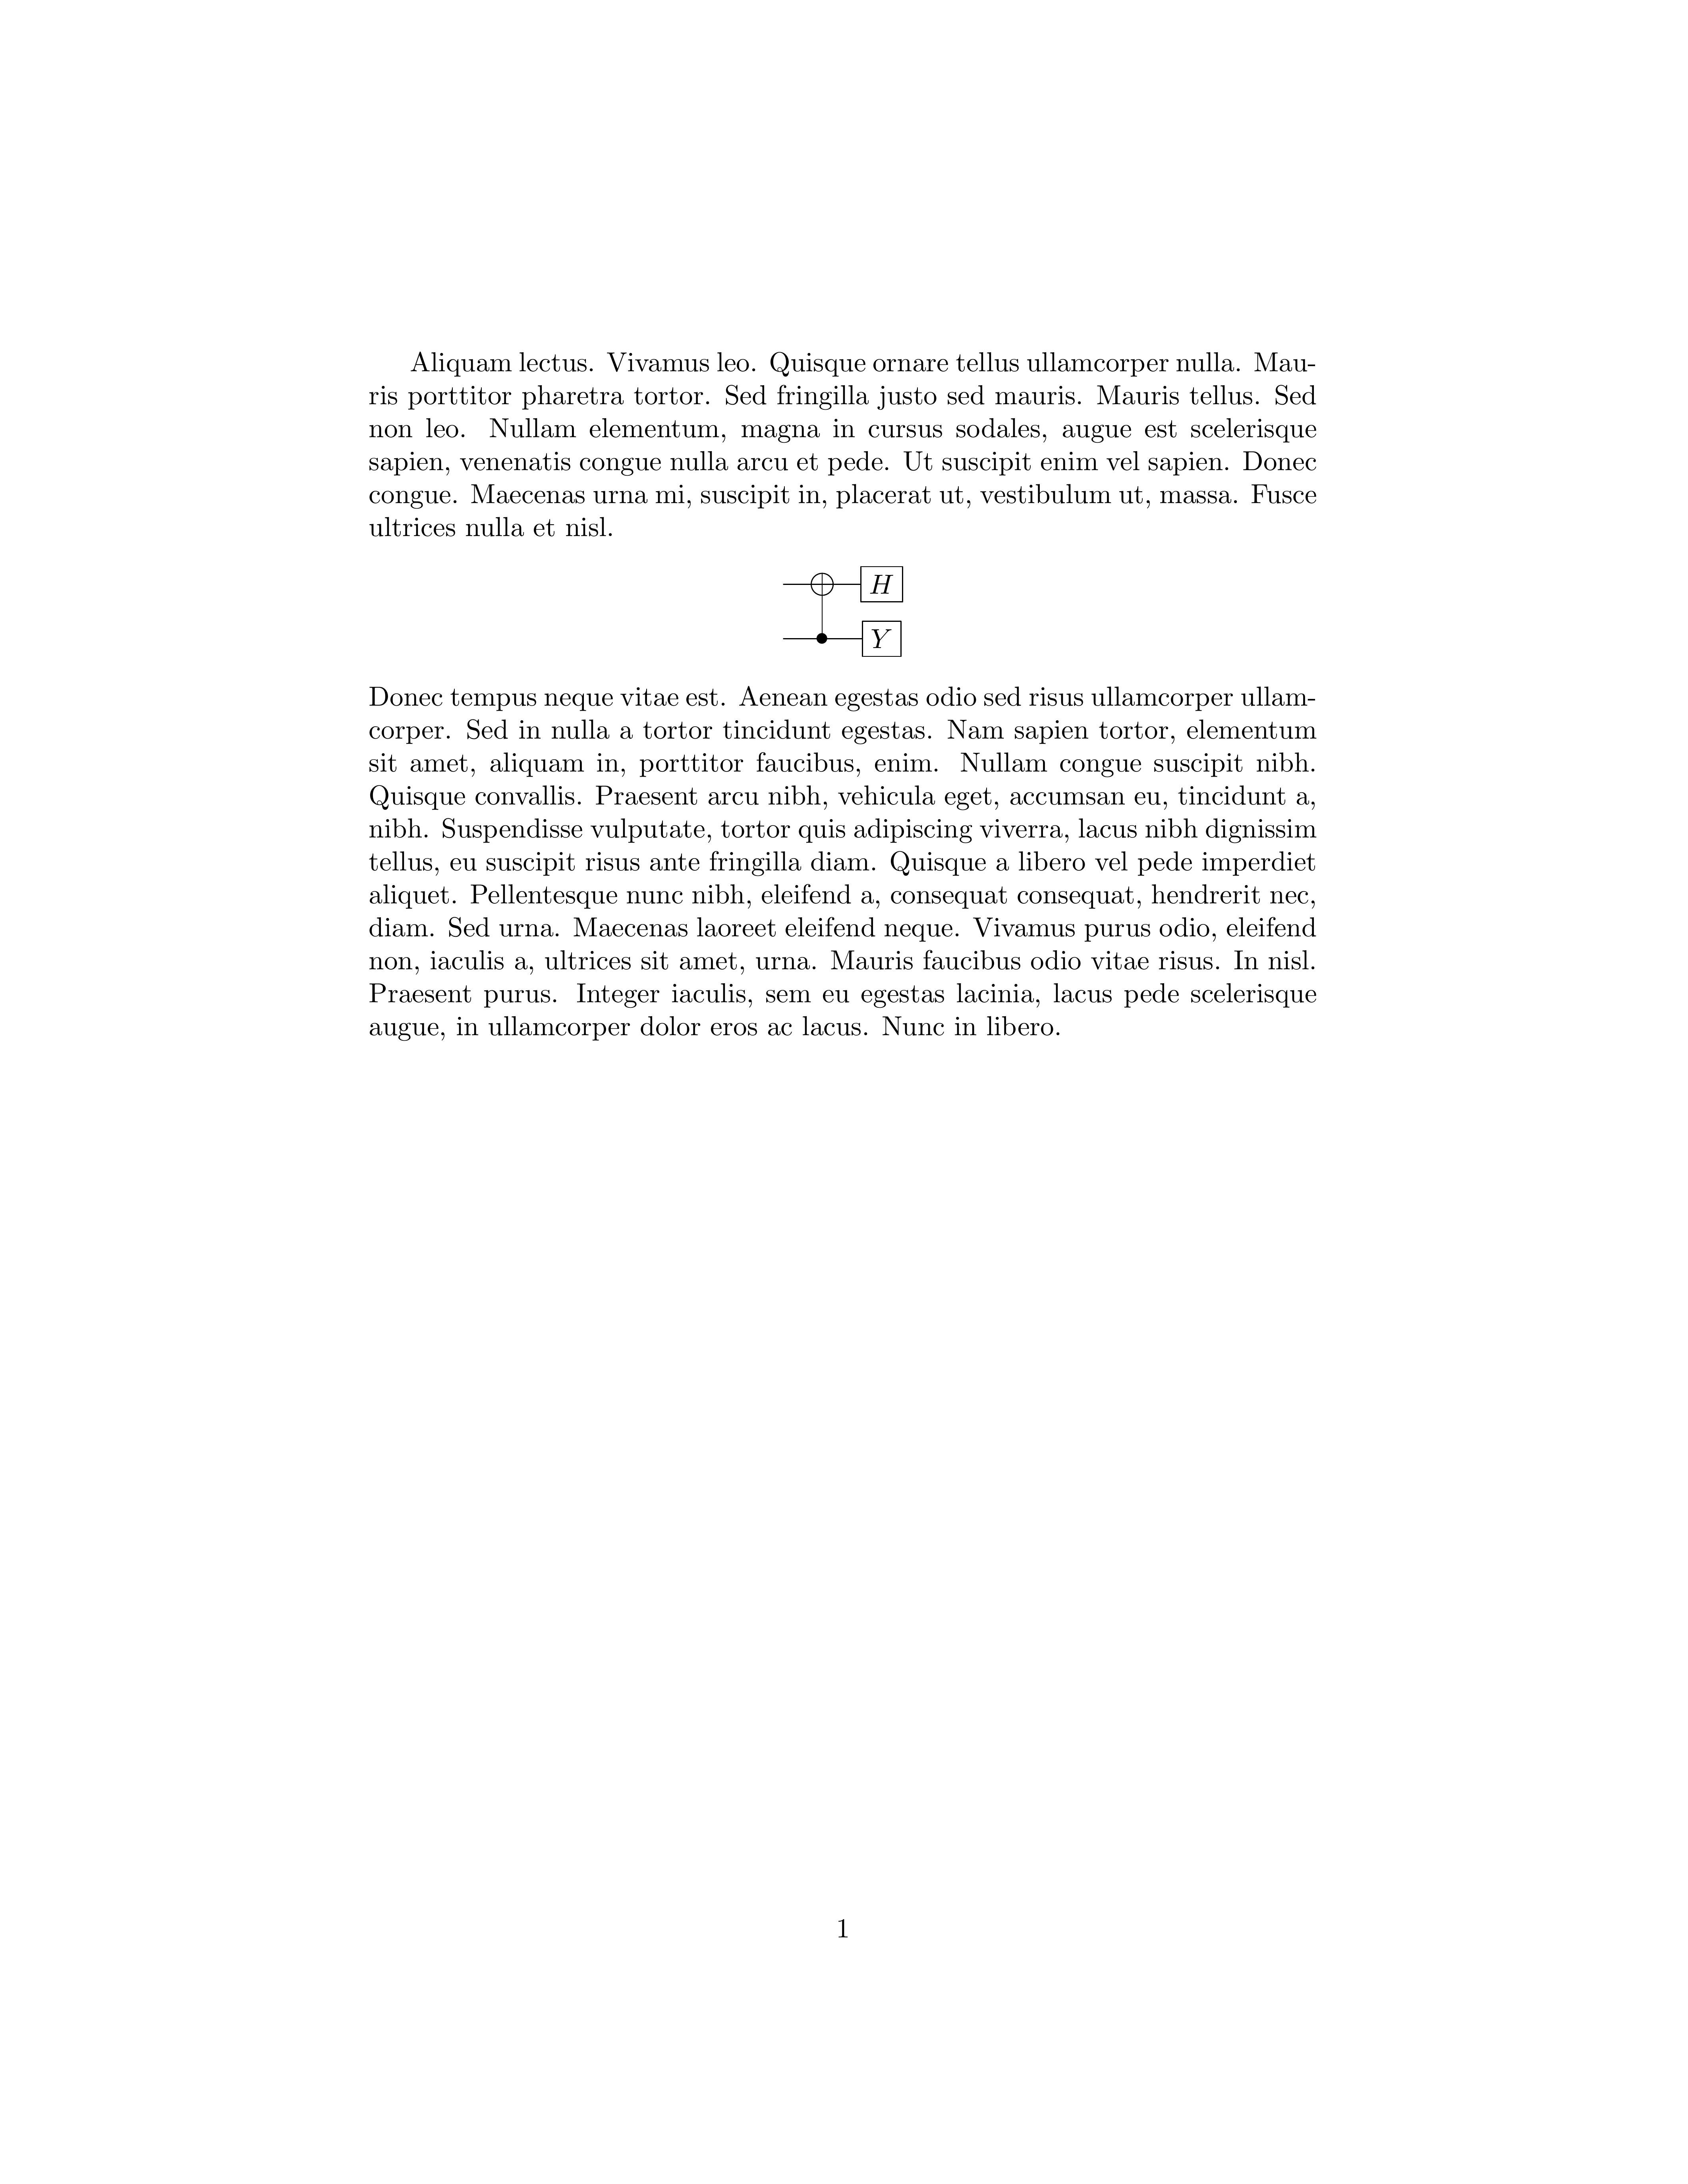 Aliquam lectus. Vivamus leo. Quisque ornare tellus ullamcorper nulla. Mau-
ris porttitor pharetra tortor. Sed fringilla justo sed mauris. Mauris tellus. Sed
non leo. Nullam elementum, magna in cursus sodales, augue est scelerisque
sapien, venenatis congue nulla arcu et pede. Ut suscipit enim vel sapien. Donec
congue. Maecenas urna mi, suscipit in, placerat ut, vestibulum ut, massa. Fusce
ultrices nulla et nisl.
H
Y
Donec tempus neque vitae est. Aenean egestas odio sed risus ullamcorper ullam-
corper. Sed in nulla a tortor tincidunt egestas. Nam sapien tortor, elementum
sit amet, aliquam in, porttitor faucibus, enim. Nullam congue suscipit nibh.
Quisque convallis. Praesent arcu nibh, vehicula eget, accumsan eu, tincidunt a,
nibh. Suspendisse vulputate, tortor quis adipiscing viverra, lacus nibh dignissim
tellus, eu suscipit risus ante fringilla diam. Quisque a libero vel pede imperdiet
aliquet. Pellentesque nunc nibh, eleifend a, consequat consequat, hendrerit nec,
diam. Sed urna. Maecenas laoreet eleifend neque. Vivamus purus odio, eleifend
non, iaculis a, ultrices sit amet, urna. Mauris faucibus odio vitae risus. In nisl.
Praesent purus. Integer iaculis, sem eu egestas lacinia, lacus pede scelerisque
augue, in ullamcorper dolor eros ac lacus. Nunc in libero.
1